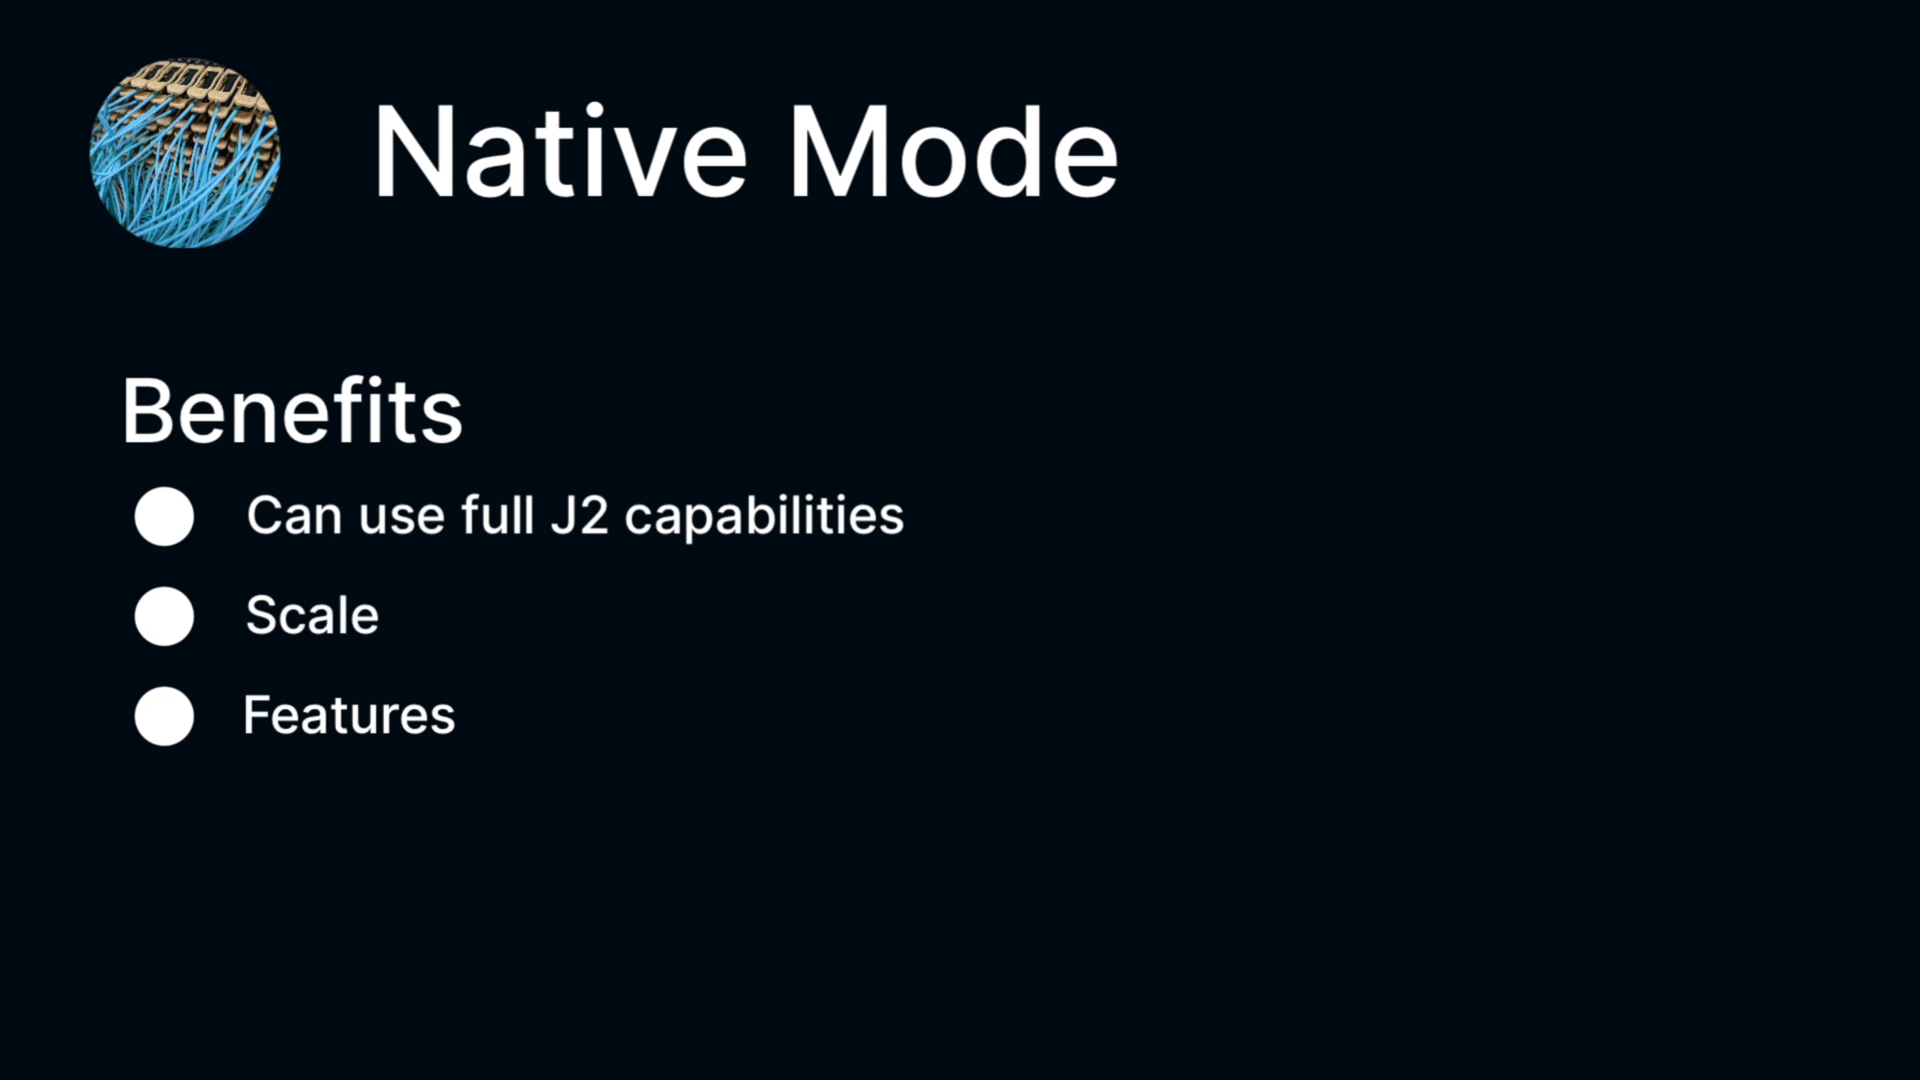 Native Mode
Benefits
Can use full J2 capabilities
Scale
Features